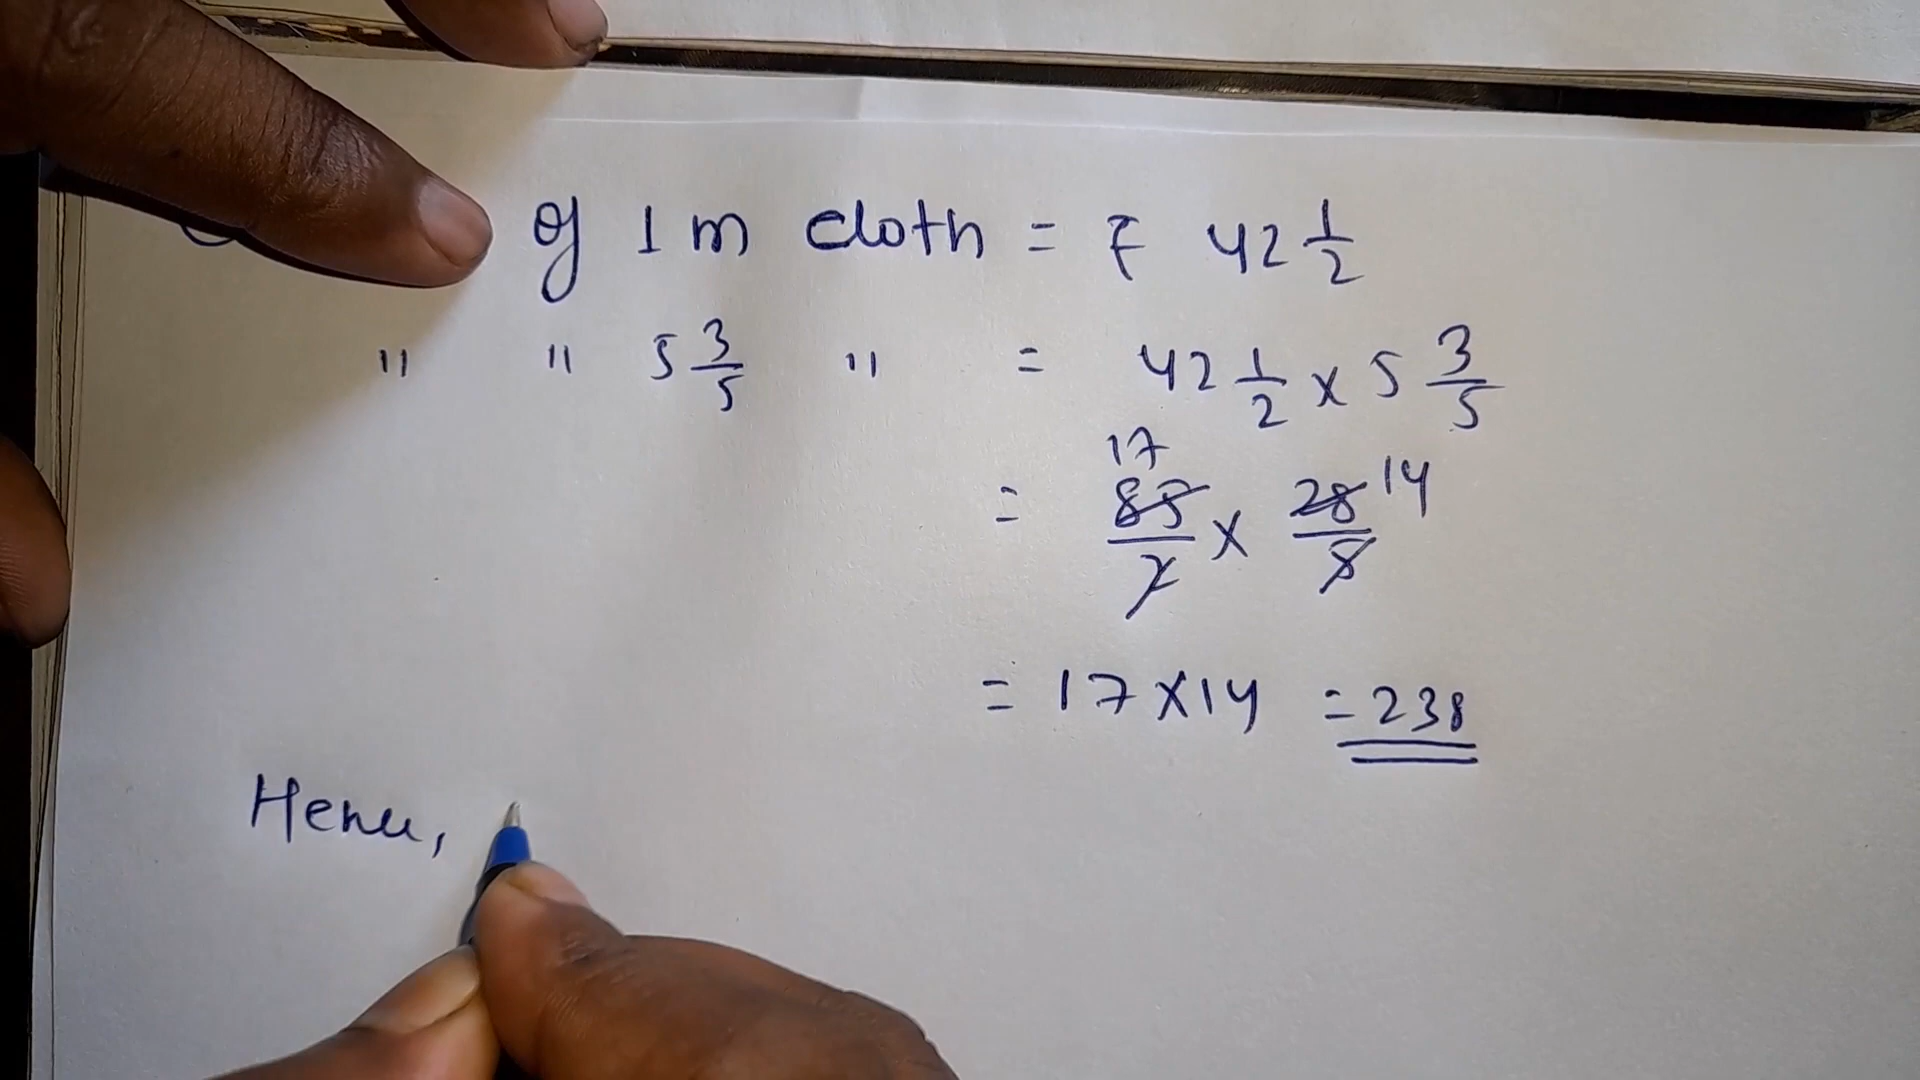 of 1 m cloth = ₹ 42 1/2
" " 5 3/5 " = 42 1/2 x 5 3/5
17 14
= 85/2 x 28/5
= 17 x 14 = 238
Hence,